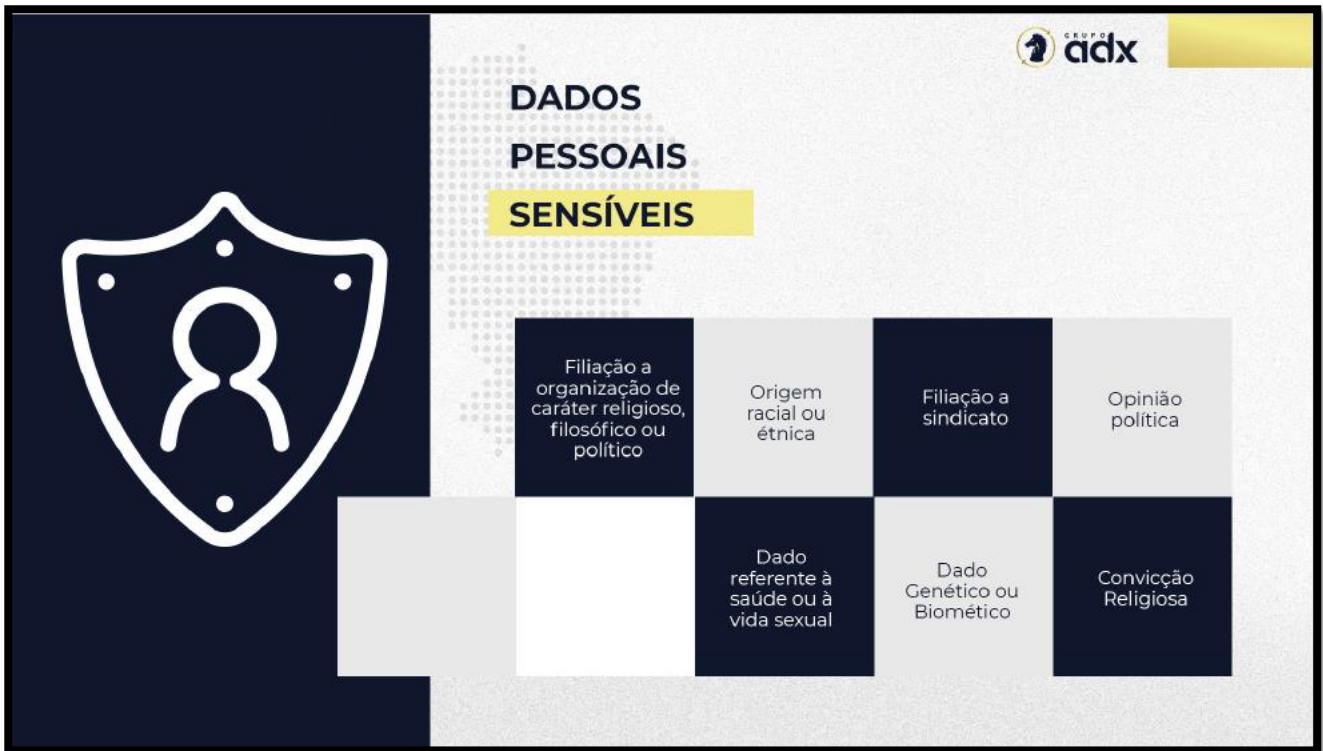 GRUPO
adx
DADOS
PESSOAIS
SENSÍVEIS
Filiação a
organização de
caráter religioso,
filosófico ou
político
Origem
racial ou
étnica
Filiação a
sindicato
Opinião
política
Dado
referente à
saúde ou à
vida sexual
Dado
Genético ou
Biomético
Convicção
Religiosa